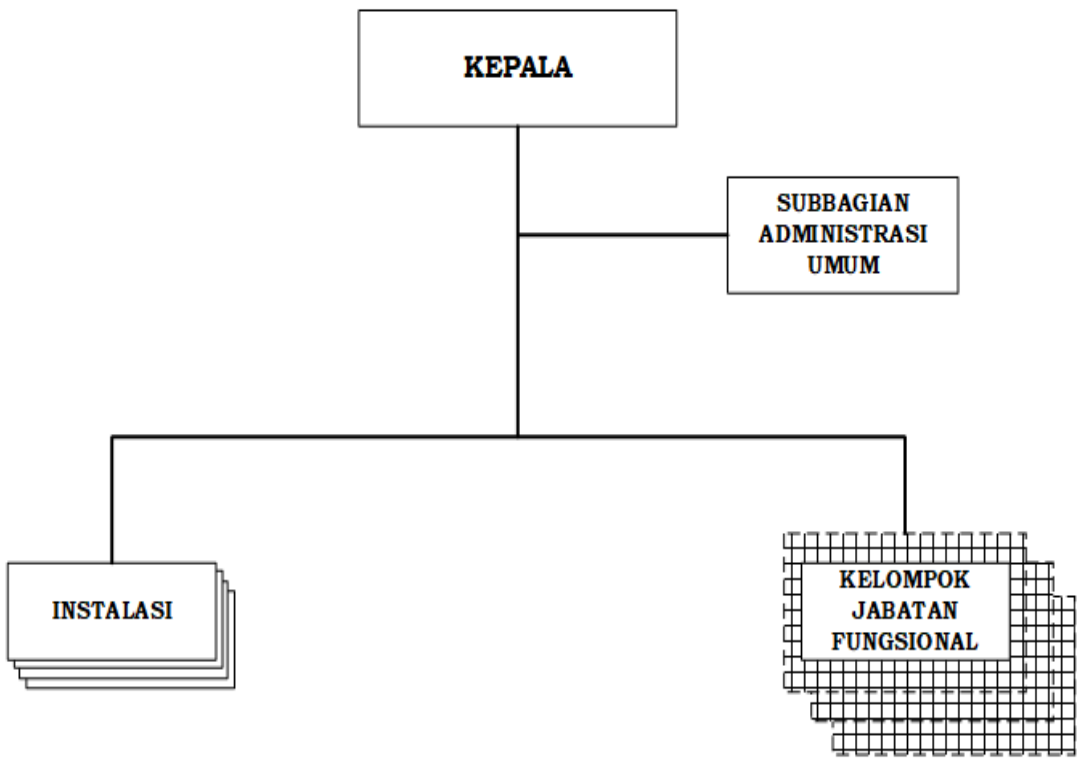 KEPALA
SUBBAGIAN
ADMINISTRASI
UMUM
INSTALASI
KELOMPOK
JABATAN
FUNGSIONAL